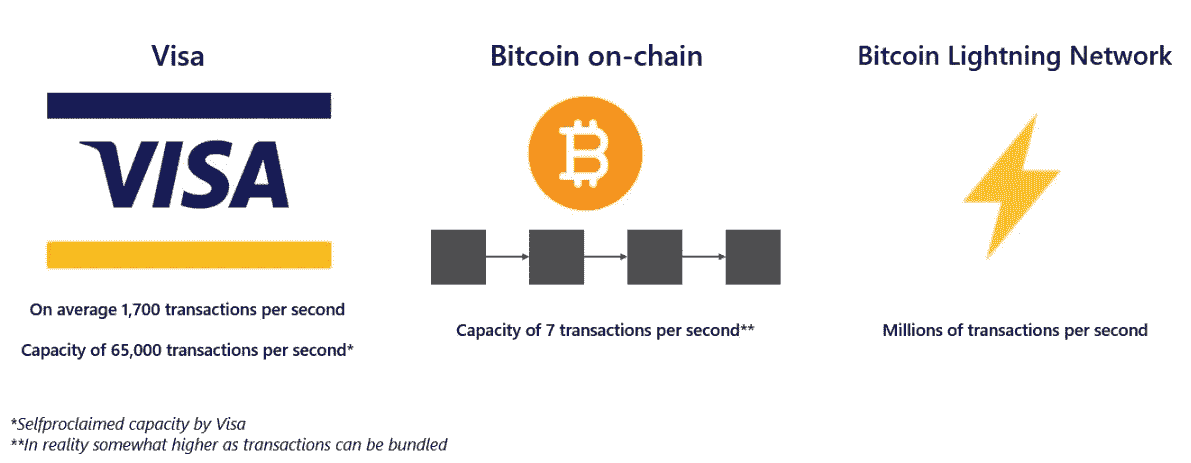 Visa
Bitcoin on-chain
Bitcoin Lightning Network
VISA
On average 1,700 transactions per second
Capacity of 65,000 transactions per second*
Capacity of 7 transactions per second**
Millions of transactions per second
*Selfproclaimed capacity by Visa
**In reality somewhat higher as transactions can be bundled